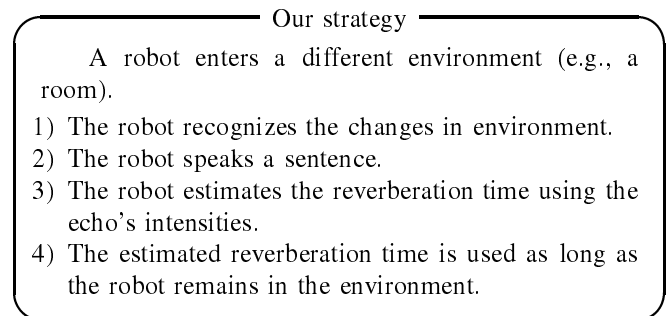 Our strategy
A robot enters a different environment (e.g., a
room).
1) The robot recognizes the changes in environment.
2) The robot speaks a sentence.
3) The robot estimates the reverberation time using the
echo's intensities.
4) The estimated reverberation time is used as long as
the robot remains in the environment.